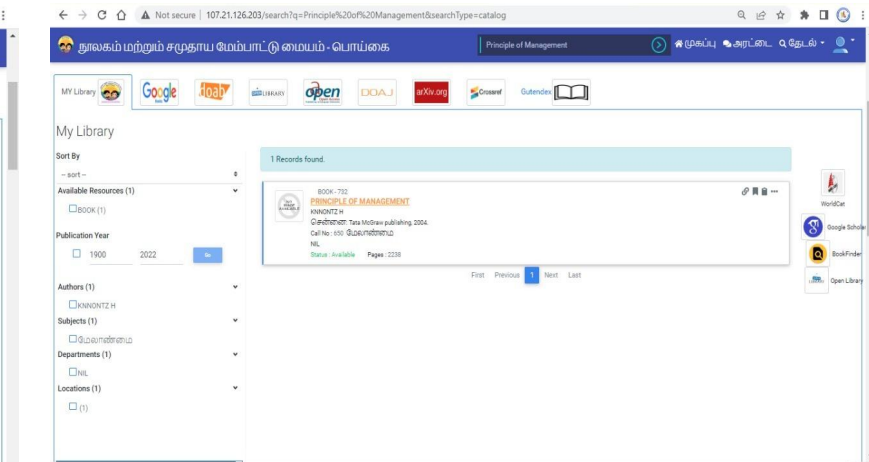 Not secure 107.21.126.203/search?q=Principle%20of%20Management&searchType=catalog
நூலகம் மற்றும் சமுதாய மேம்பாட்டு மையம் - பொய்கை
Principle of Management
முகப்பு அரட்டை தேடல்
MY Library Google doab LIBRARY open DOAJ arXiv.org Crossref Gutendex
My Library
Sort By
-- sort --
Available Resources (1)
BOOK (1)
Publication Year
1900 2022 Go
Authors (1)
KNNONTZ H
Subjects (1)
மேலாண்மை
Departments (1)
NIL
Locations (1)
(1)
1 Records found.
BOOK - 732
PRINCIPLE OF MANAGEMENT
KNNONTZ H
சென்னை: Tata McGraw publishing, 2004.
Call No : 650 மேலாண்மை
NIL
Status : Available Pages : 2238
First Previous 1 Next Last
WorldCat
Google Scholar
BookFinder
Open Library